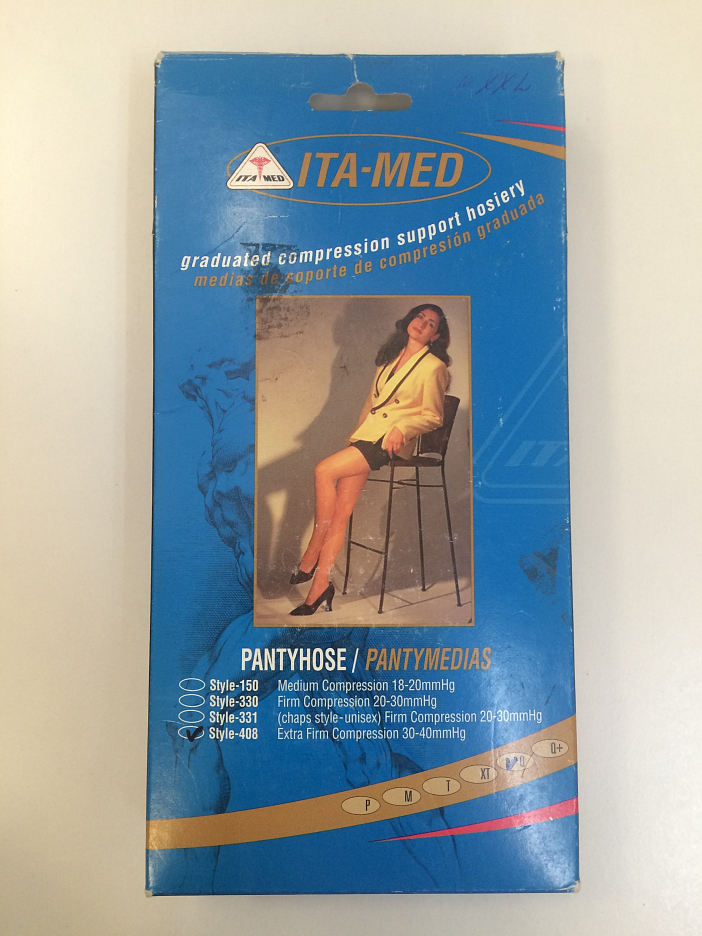 XXL
ITA-MED
ITA MED
graduated compression support hosiery
medias de soporte de compresión graduada
PANTYHOSE / PANTYMEDIAS
Style-150 Medium Compression 18-20mmHg
Style-330 Firm Compression 20-30mmHg
Style-331 (chaps style-unisex) Firm Compression 20-30mmHg
Style-408 Extra Firm Compression 30-40mmHg
P M T XT Q Q+